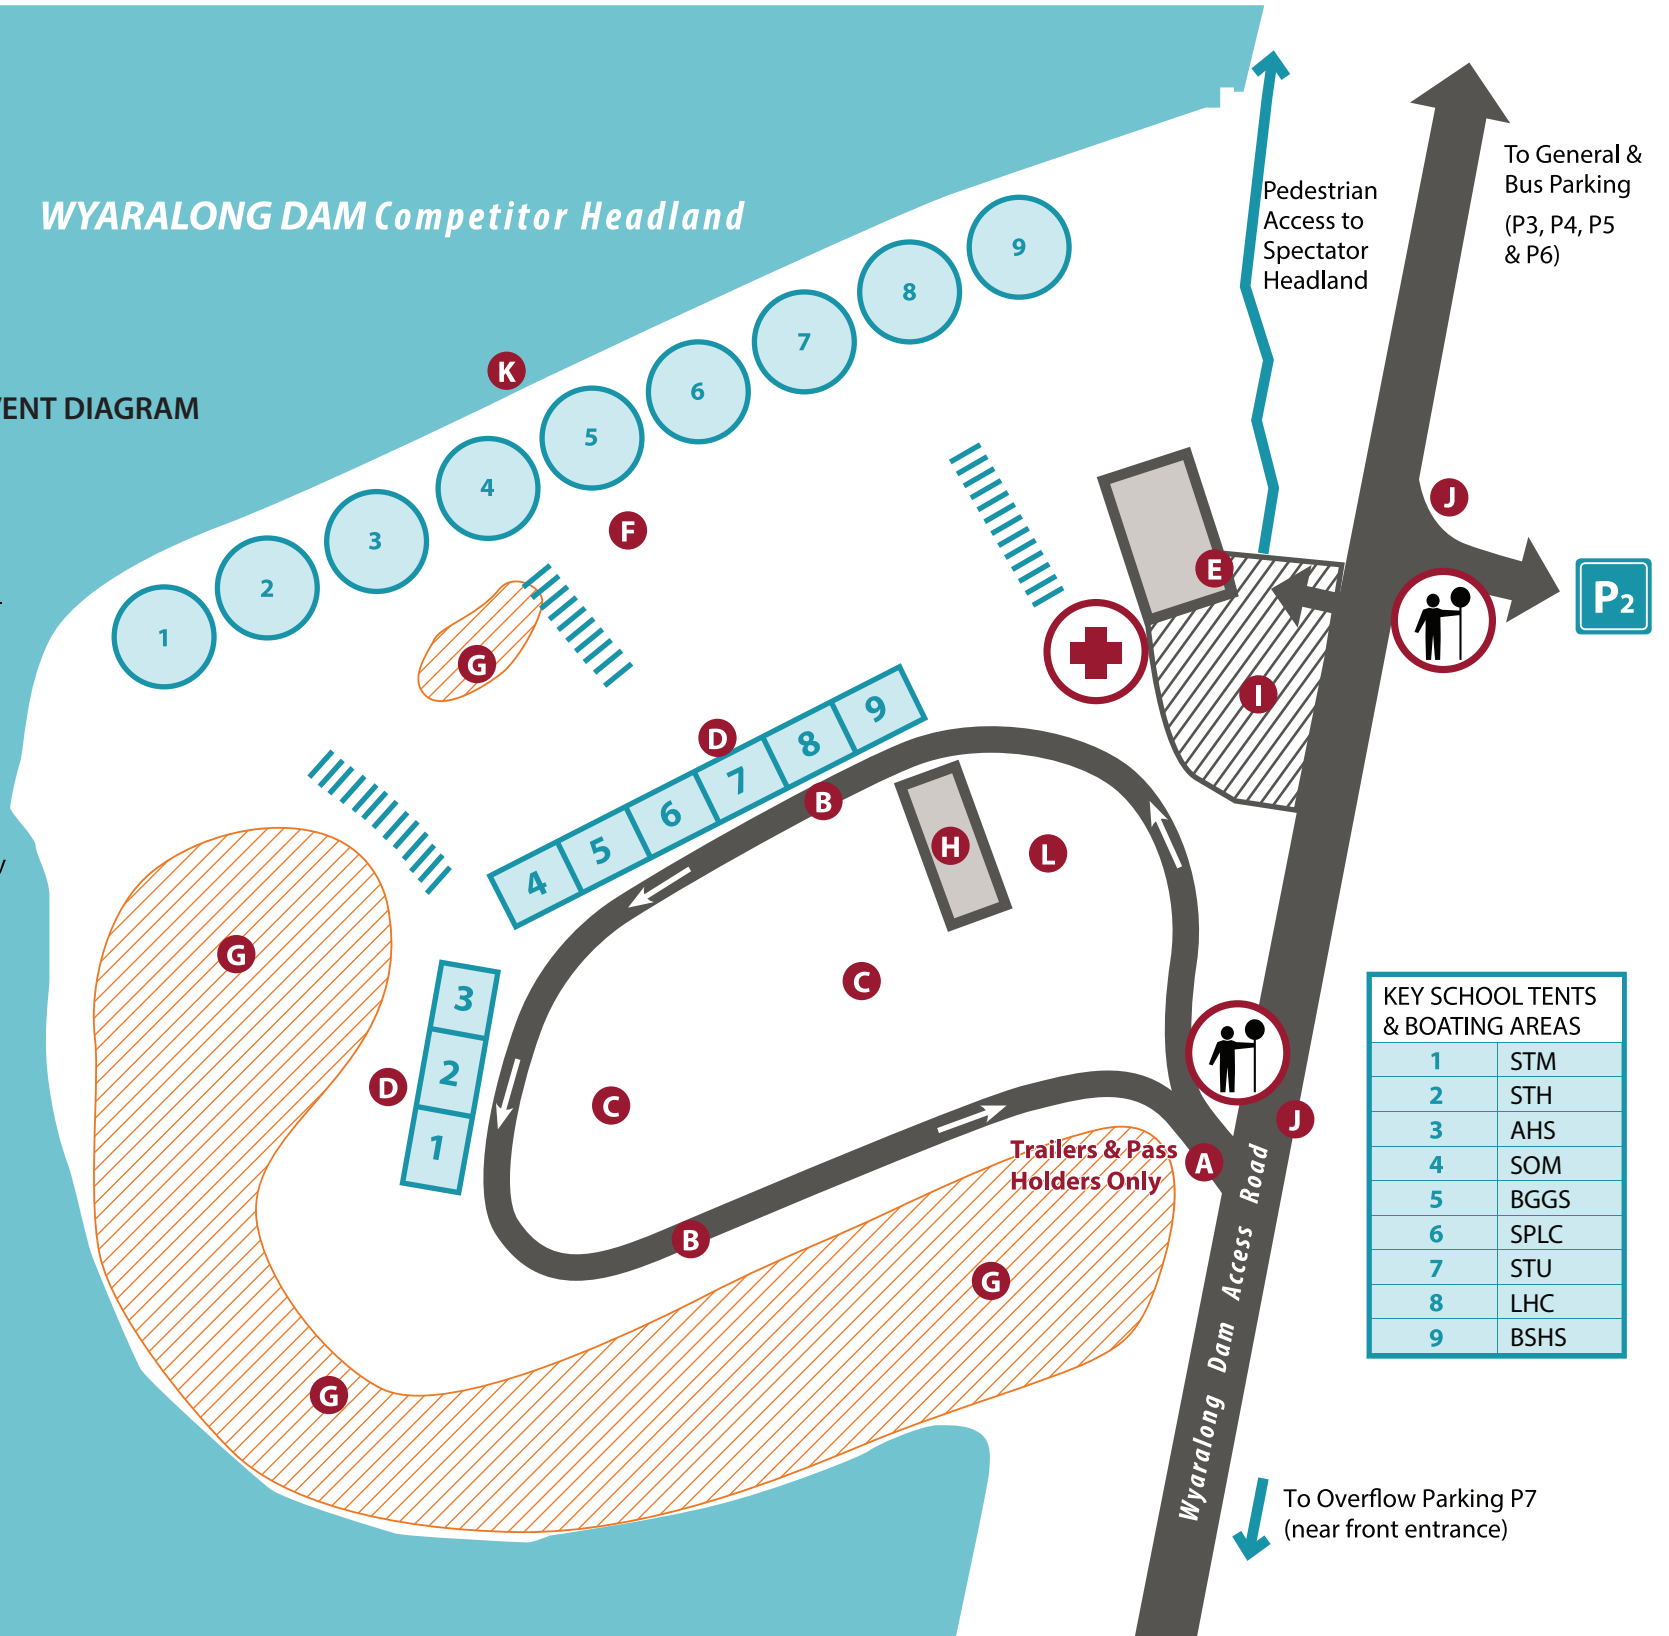 WYARALONG DAM Competitor Headland
To General &
Bus Parking
(P3, P4, P5
& P6)
Pedestrian
Access to
Spectator
Headland
9
8
7
6
5
4
3
2
1
K
DIAGRAM
F
G
J
E
P2
I
D
9
8
7
6
5
4
B
H
L
G
C
3
2
1
D
C
J
Trailers & Pass
Holders Only
A
B
G
G
Wyaralong Dam Access Road
KEY SCHOOL TENTS
& BOATING AREAS
1 STM
2 STH
3 AHS
4 SOM
5 BGGS
6 SPLC
7 STU
8 LHC
9 BSHS
To Overflow Parking P7
(near front entrance)